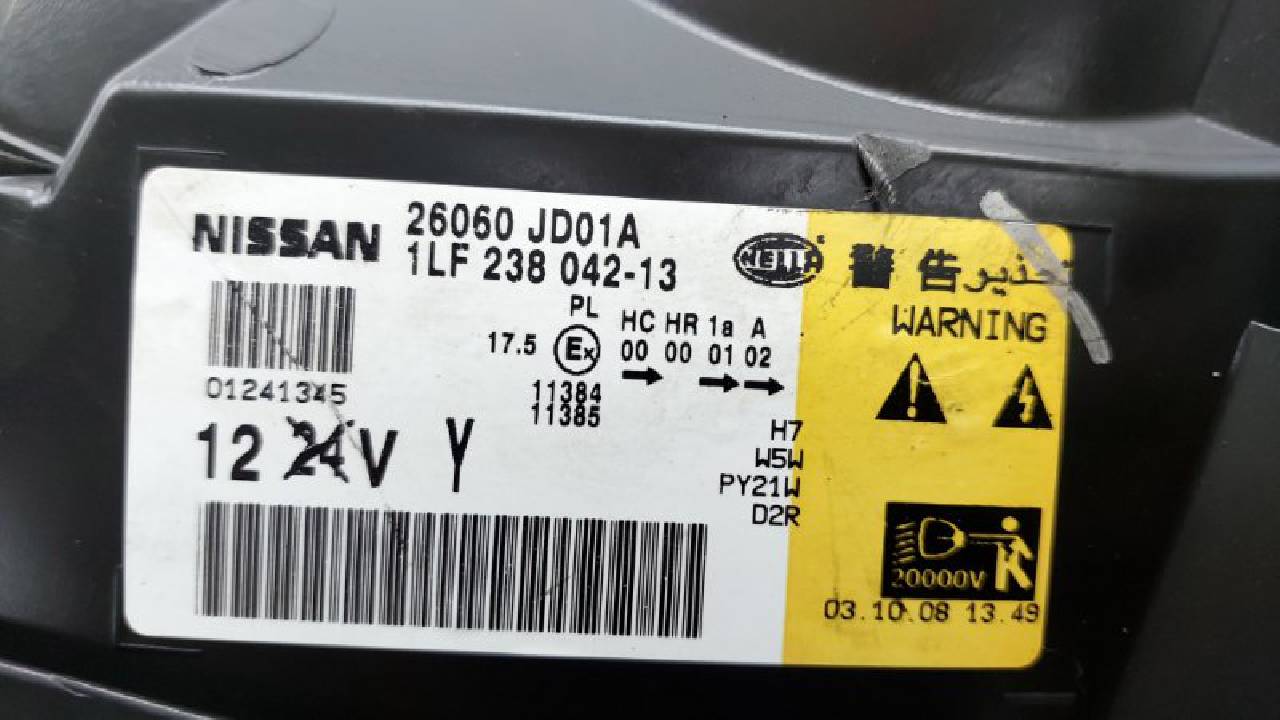 NISSAN
26060 JD01A
1LF 238 042-13
HELLA
警告
تحذير
WARNING
PL
HC HR 1a A
17.5 Ex 00 00 01 02
11384
11385
01241345
12 24V Y
H7
W5W
PY21W
D2R
20000V
03.10.08 13.49